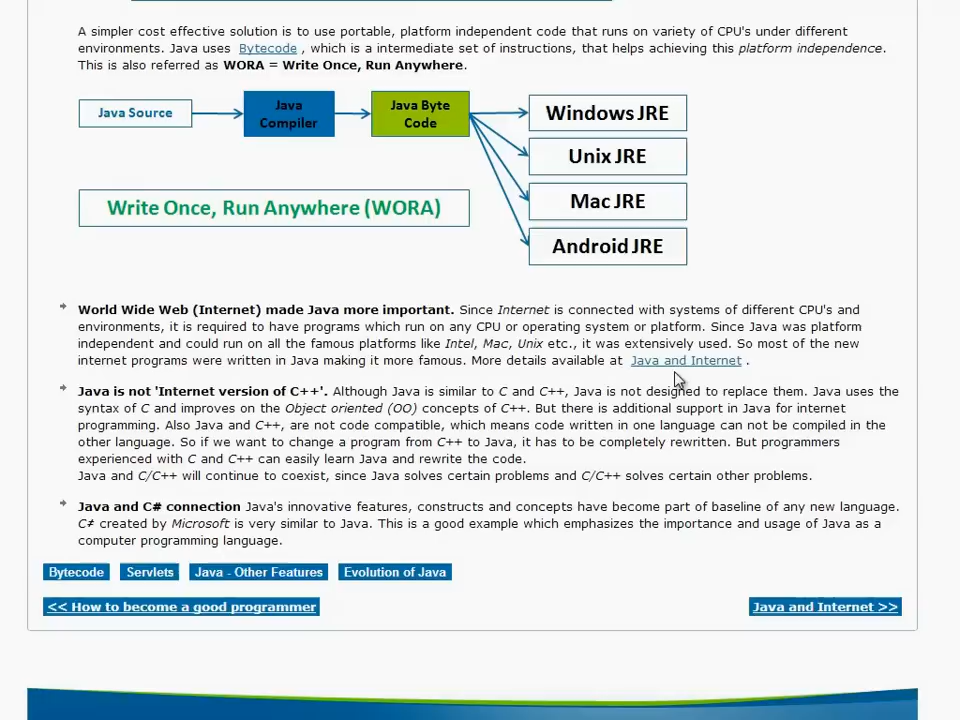 A simpler cost effective solution is to use portable, platform independent code that runs on variety of CPU's under different
environments. Java uses Bytecode , which is a intermediate set of instructions, that helps achieving this platform independence.
This is also referred as WORA = Write Once, Run Anywhere.
Java Source
Java
Compiler
Java Byte
Code
Windows JRE
Unix JRE
Mac JRE
Android JRE
Write Once, Run Anywhere (WORA)
World Wide Web (Internet) made Java more important. Since Internet is connected with systems of different CPU's and
environments, it is required to have programs which run on any CPU or operating system or platform. Since Java was platform
independent and could run on all the famous platforms like Intel, Mac, Unix etc., it was extensively used. So most of the new
internet programs were written in Java making it more famous. More details available at Java and Internet .
Java is not 'Internet version of C++'. Although Java is similar to C and C++, Java is not designed to replace them. Java uses the
syntax of C and improves on the Object oriented (OO) concepts of C++. But there is additional support in Java for internet
programming. Also Java and C++, are not code compatible, which means code written in one language can not be compiled in the
other language. So if we want to change a program from C++ to Java, it has to be completely rewritten. But programmers
experienced with C and C++ can easily learn Java and rewrite the code.
Java and C/C++ will continue to coexist, since Java solves certain problems and C/C++ solves certain other problems.
Java and C# connection Java's innovative features, constructs and concepts have become part of baseline of any new language.
C# created by Microsoft is very similar to Java. This is a good example which emphasizes the importance and usage of Java as a
computer programming language.
Bytecode Servlets Java - Other Features Evolution of Java
<< How to become a good programmer Java and Internet >>